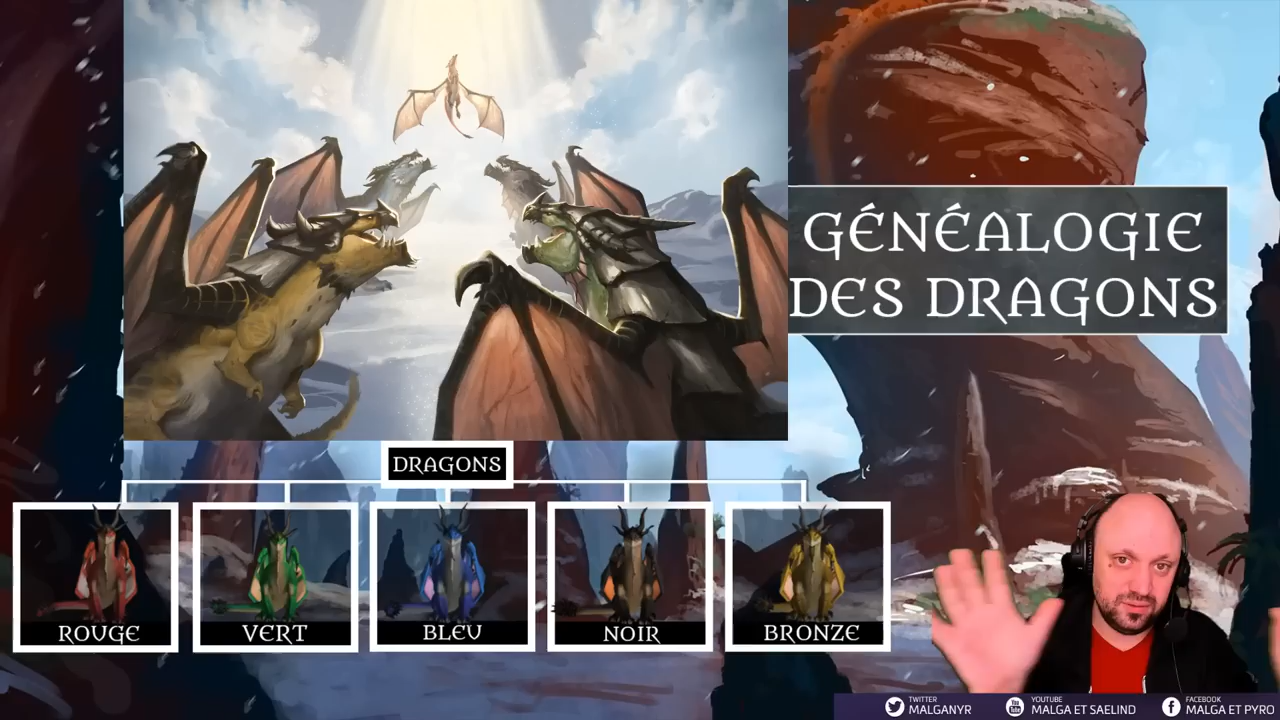 GÉNÉALOGIE
DES DRAGONS
DRAGONS
ROUGE
VERT
BLEU
NOIR
BRONZE
TWITTER
MALGANYR
YOUTUBE
MALGA ET SAELIND
FACEBOOK
MALGA ET PYRO